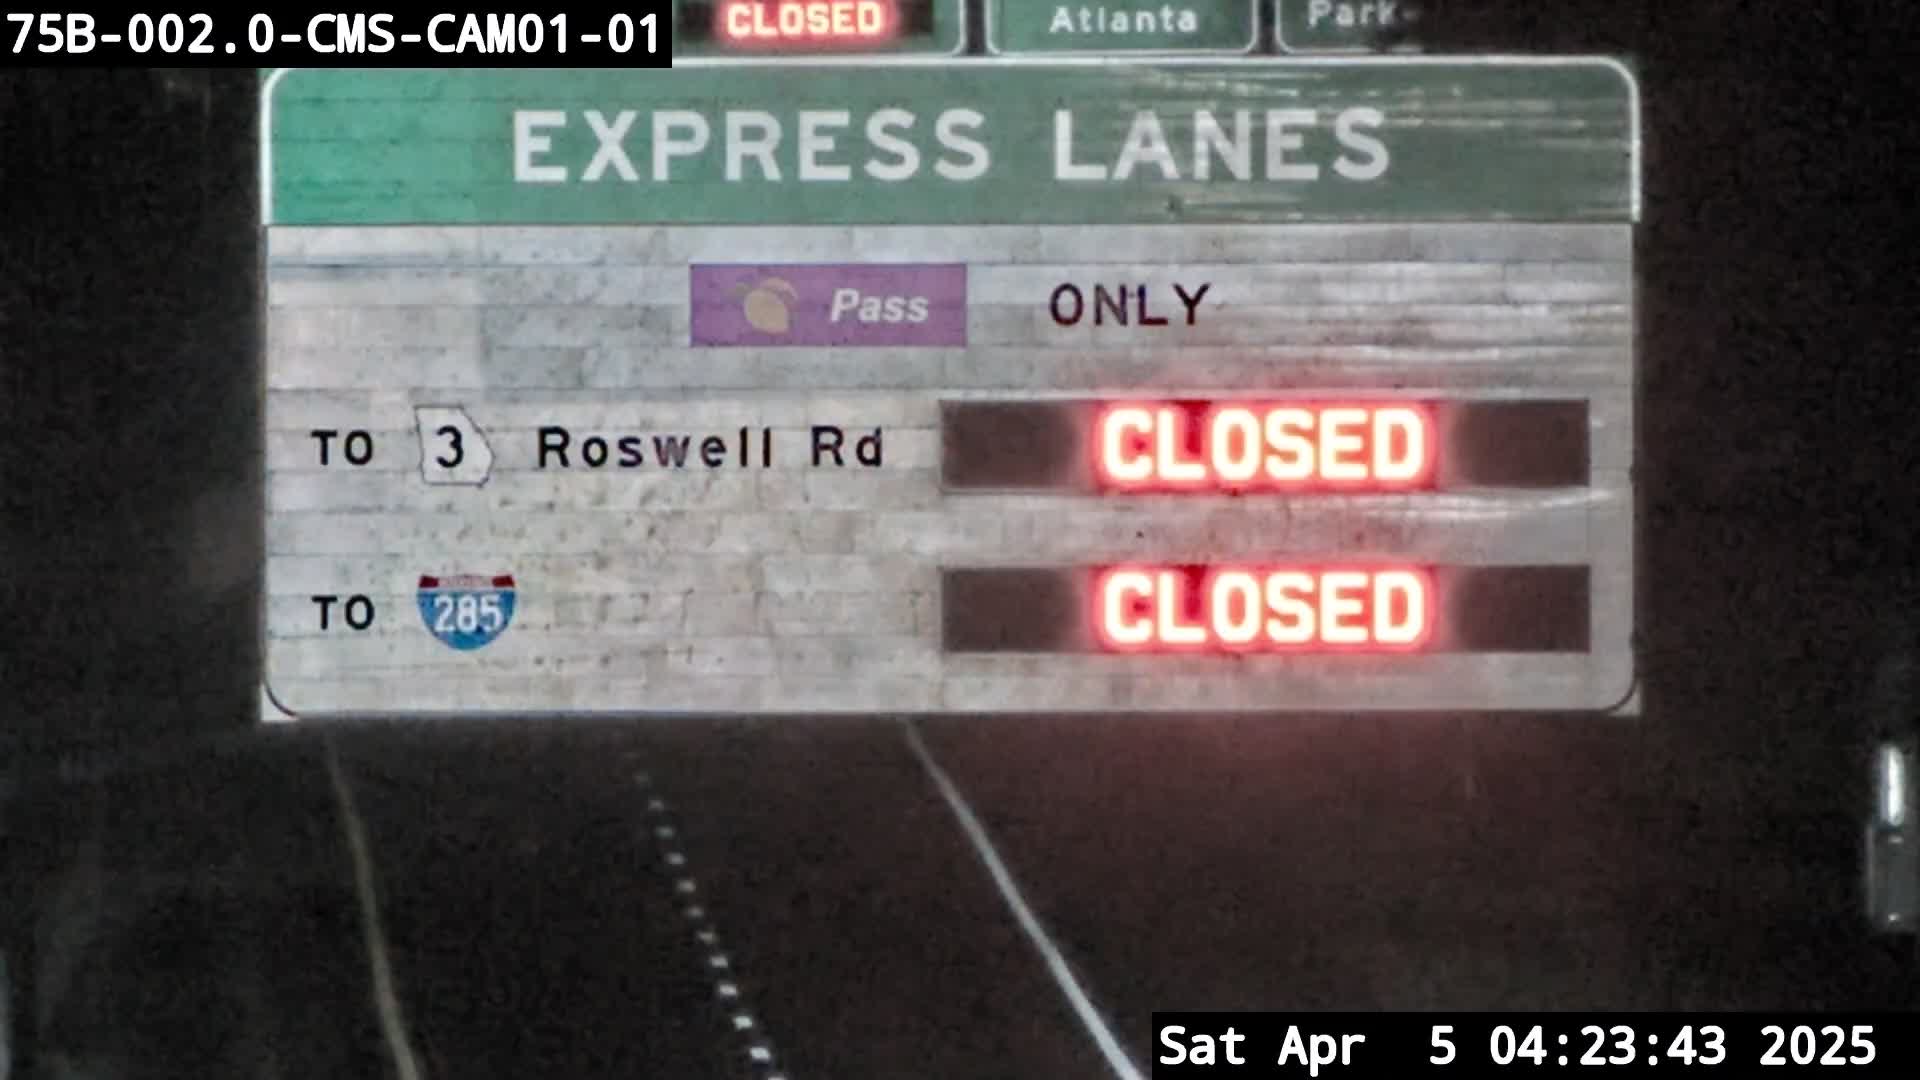 75B-002.0-CMS-CAM01-01
CLOSED
Atlanta
Park
EXPRESS LANES
Pass ONLY
TO 3 Roswell Rd CLOSED
TO 285 CLOSED
Sat Apr 5 04:23:43 2025